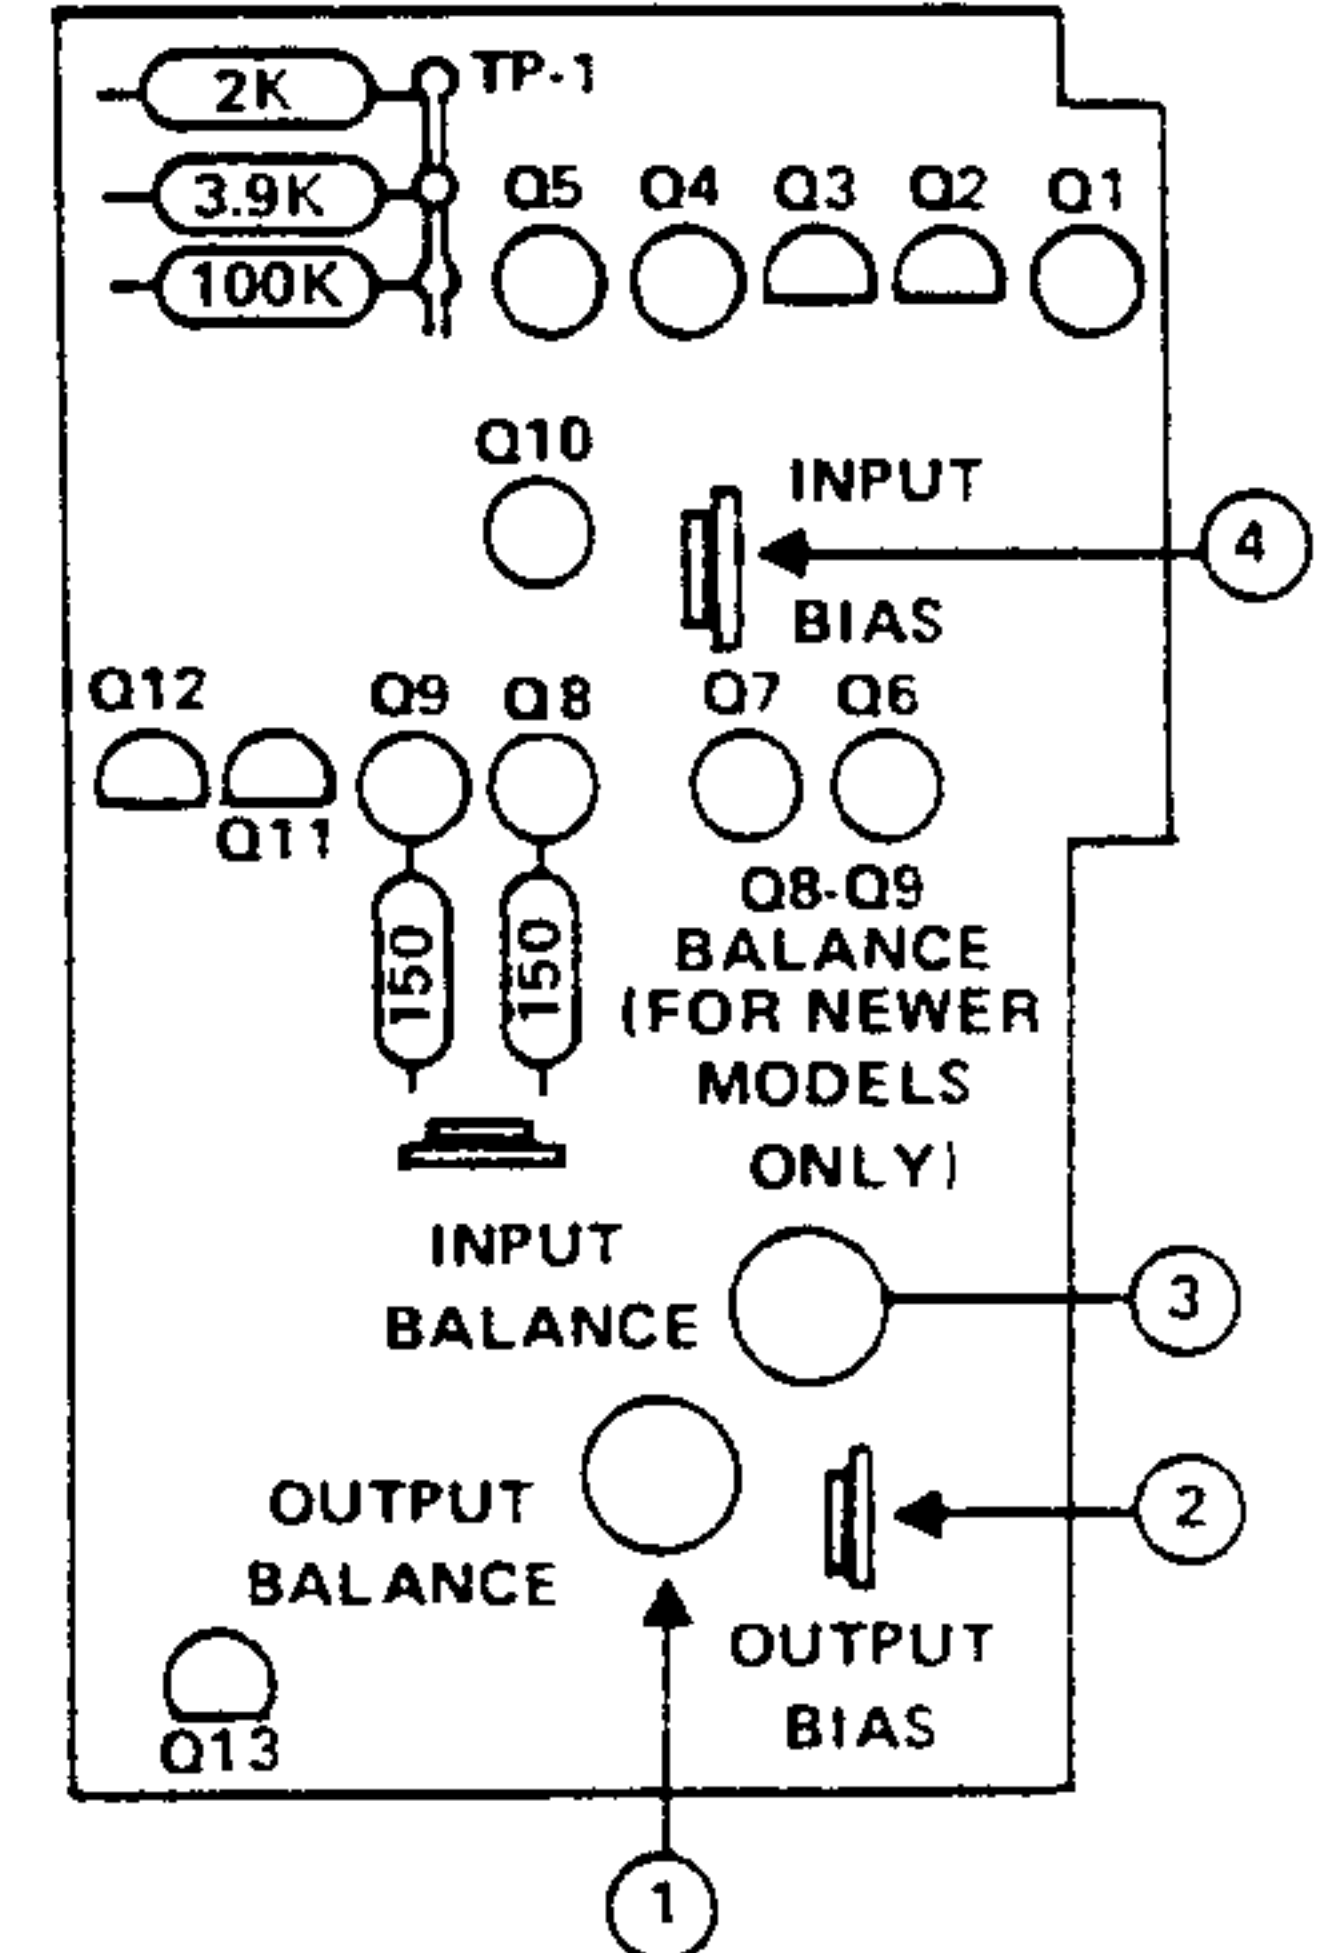 2K
TP-1
3.9K
100K
Q5 Q4 Q3 Q2 Q1
Q10
INPUT
BIAS
4
Q12 Q9 Q8 Q7 Q6
Q11
150 150
Q8-Q9
BALANCE
(FOR NEWER
MODELS
ONLY)
INPUT
BALANCE
3
OUTPUT
BALANCE
2
OUTPUT
BIAS
Q13
1